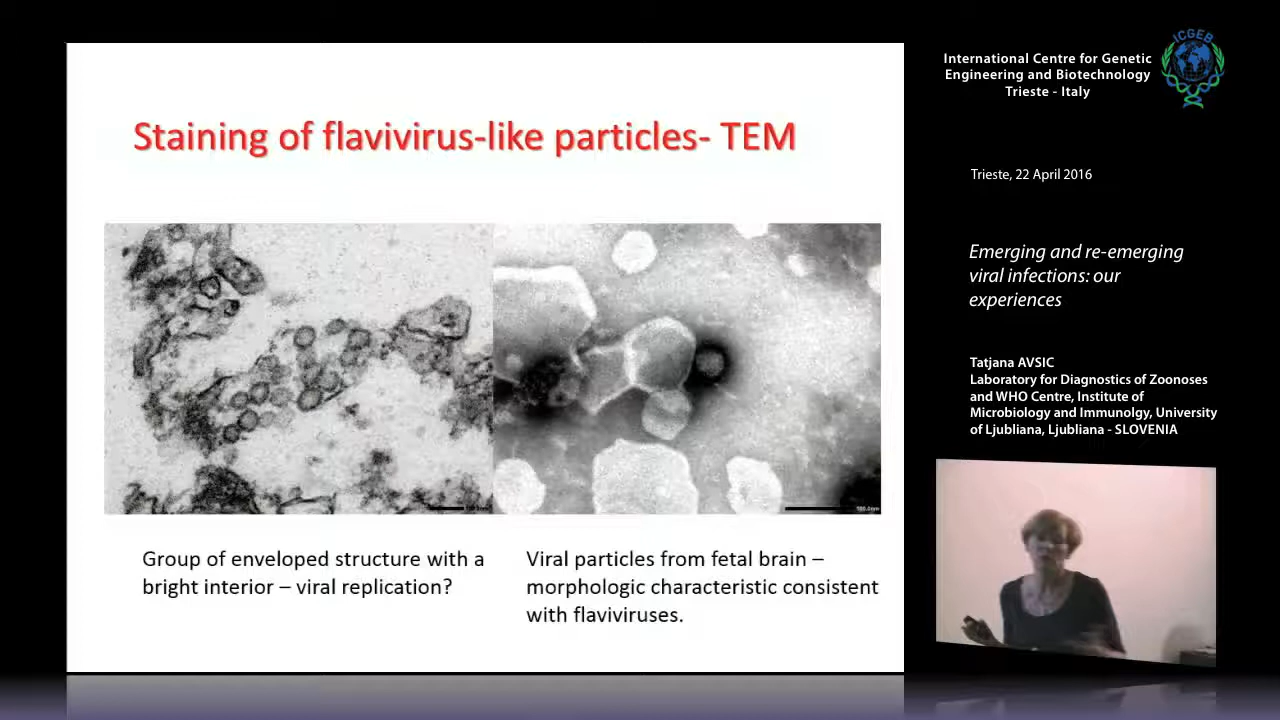 Staining of flavivirus-like particles- TEM
Group of enveloped structure with a
bright interior – viral replication?
Viral particles from fetal brain –
morphologic characteristic consistent
with flaviviruses.
International Centre for Genetic
Engineering and Biotechnology
Trieste - Italy
ICGEB
Trieste, 22 April 2016
Emerging and re-emerging
viral infections: our
experiences
Tatjana AVSIC
Laboratory for Diagnostics of Zoonoses
and WHO Centre, Institute of
Microbiology and Immunolgy, University
of Ljubliana, Ljubliana - SLOVENIA